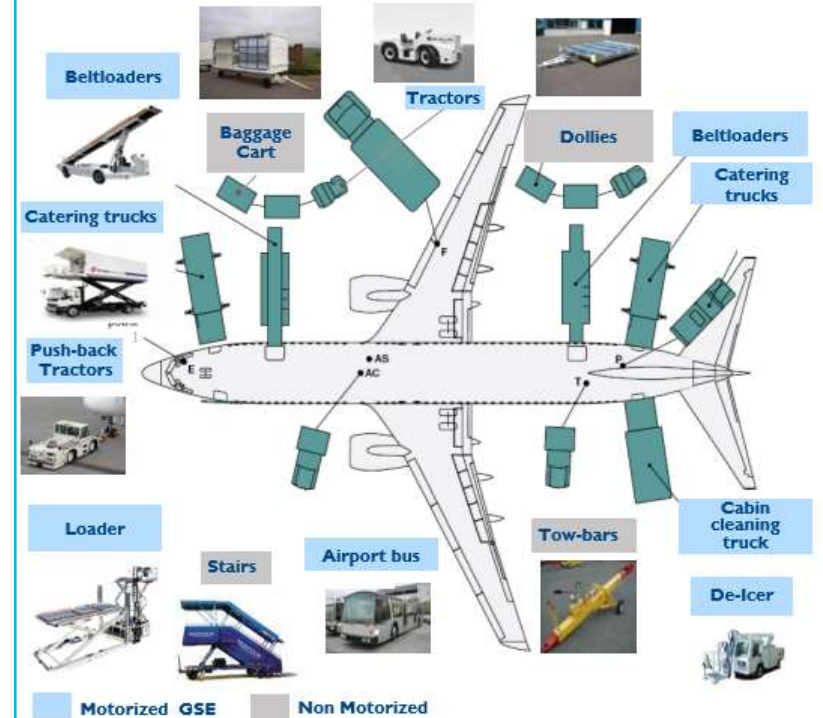 Beltloaders
Tractors
Baggage
Cart
Dollies
Beltloaders
Catering
trucks
Catering trucks
F
Push-back
Tractors
E
AS
AC
P
T
Loader
Stairs
Airport bus
Tow-bars
Cabin
cleaning
truck
De-Icer
Motorized GSE
Non Motorized